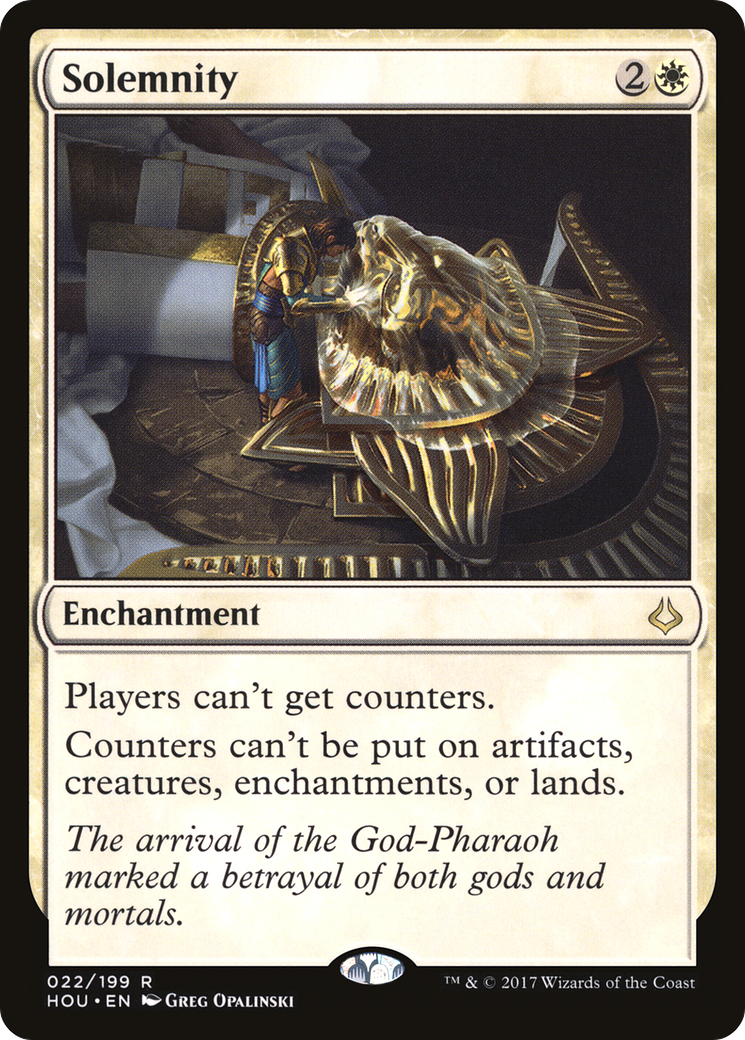 Solemnity 2
Enchantment
Players can't get counters.
Counters can't be put on artifacts,
creatures, enchantments, or lands.
The arrival of the God-Pharaoh
marked a betrayal of both gods and
mortals.
022/199 R
HOU • EN Greg Opalinski
™ & © 2017 Wizards of the Coast